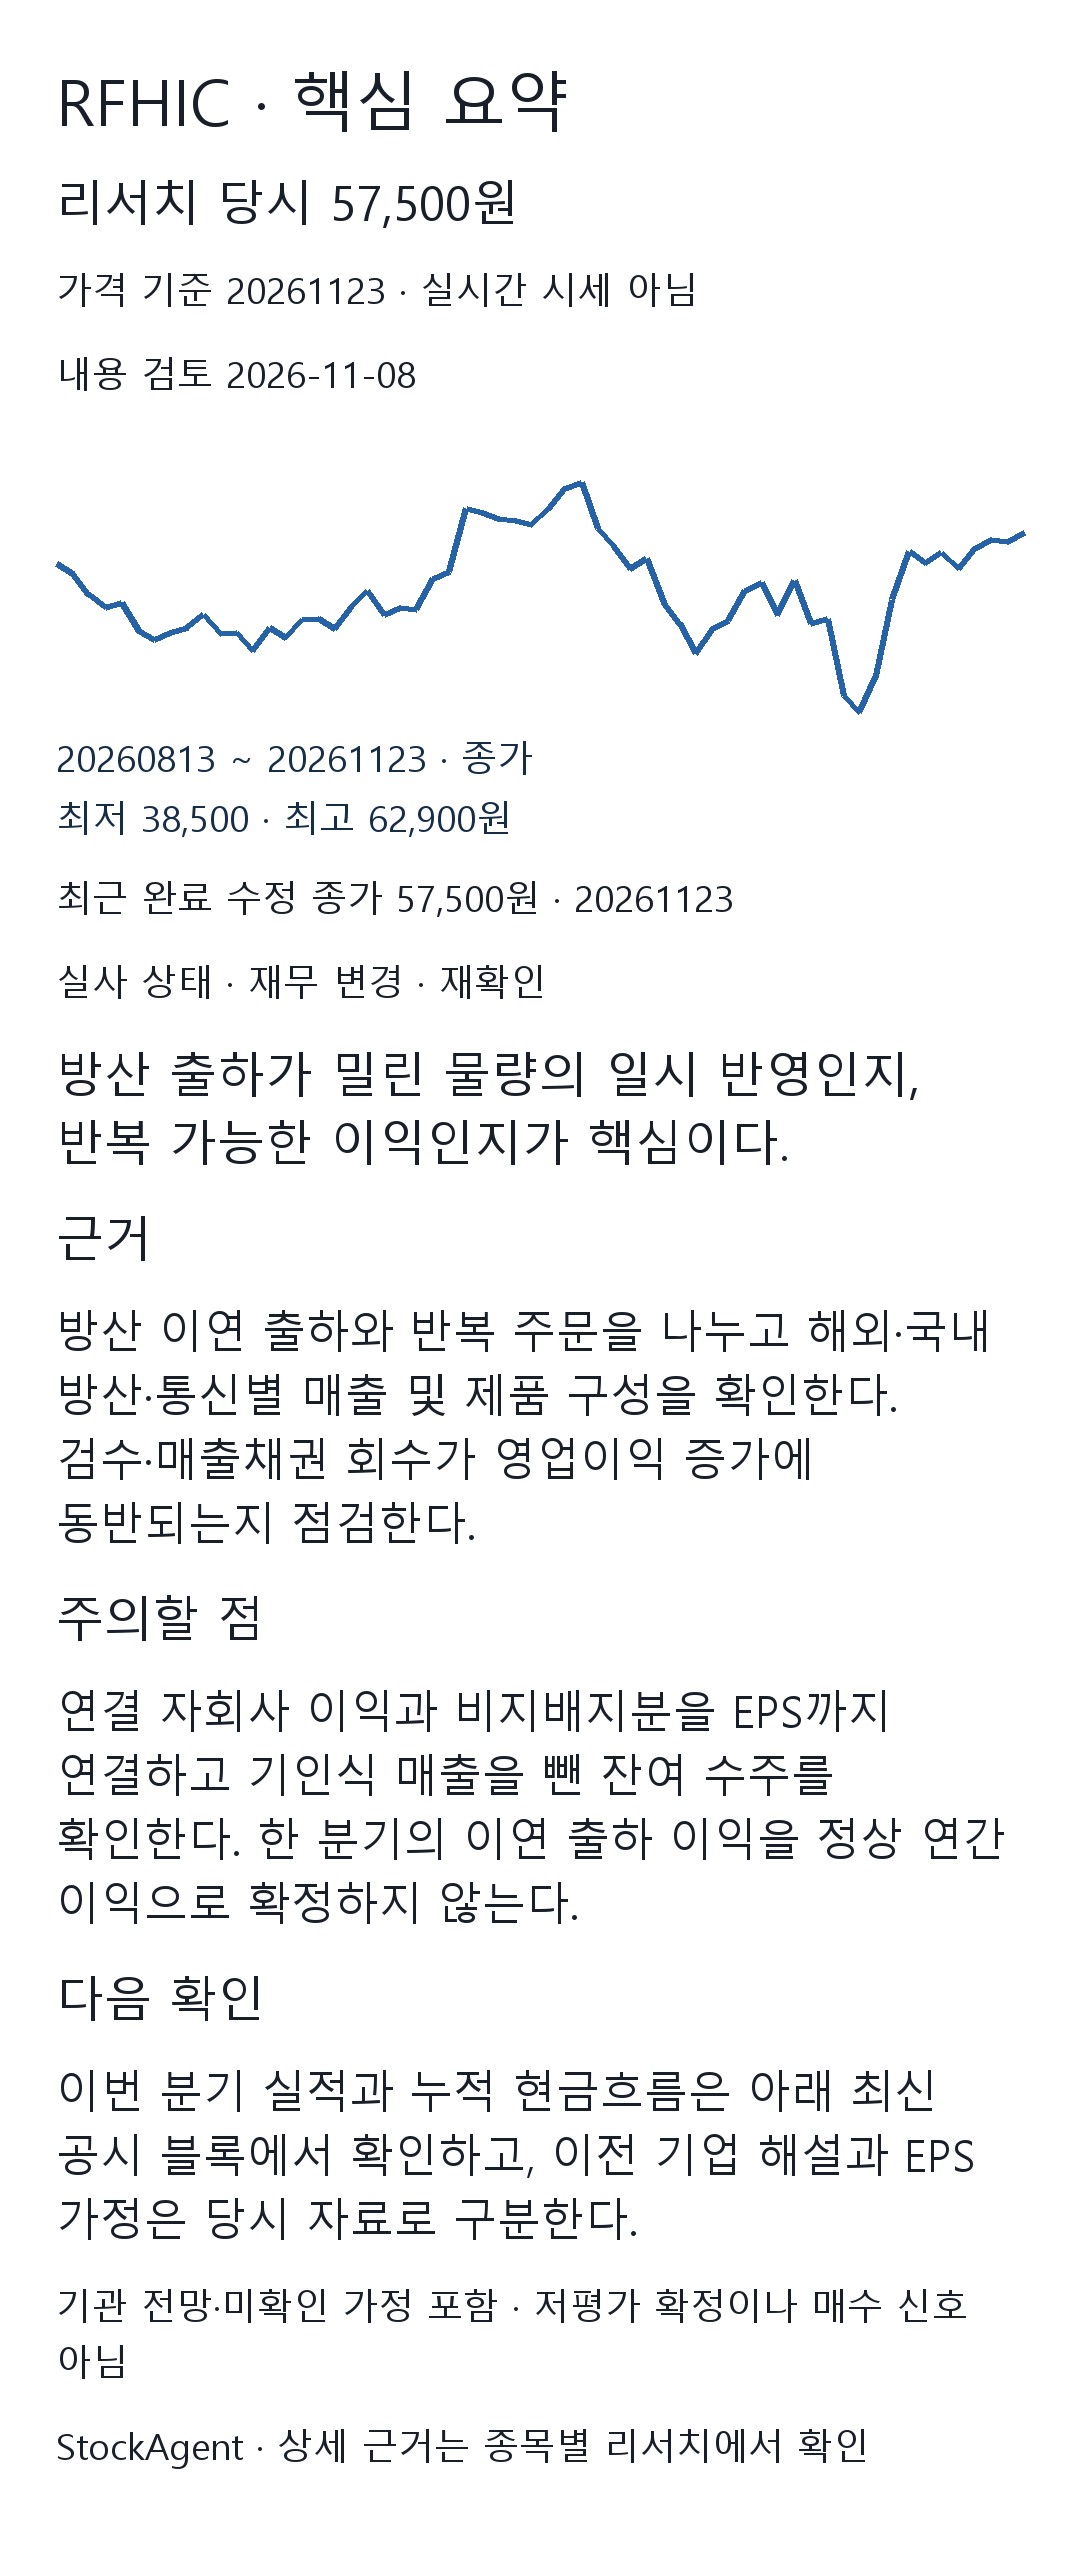 RFHIC · 핵심 요약
리서치 당시 57,500원
가격 기준 20261123 · 실시간 시세 아님
내용 검토 2026-11-08
20260813 ~ 20261123 · 종가
최저 38,500 · 최고 62,900원
최근 완료 수정 종가 57,500원 · 20261123
실사 상태 · 재무 변경 · 재확인
방산 출하가 밀린 물량의 일시 반영인지,
반복 가능한 이익인지가 핵심이다.
근거
방산 이연 출하와 반복 주문을 나누고 해외·국내
방산·통신별 매출 및 제품 구성을 확인한다.
검수·매출채권 회수가 영업이익 증가에
동반되는지 점검한다.
주의할 점
연결 자회사 이익과 비지배지분을 EPS까지
연결하고 기인식 매출을 뺀 잔여 수주를
확인한다. 한 분기의 이연 출하 이익을 정상 연간
이익으로 확정하지 않는다.
다음 확인
이번 분기 실적과 누적 현금흐름은 아래 최신
공시 블록에서 확인하고, 이전 기업 해설과 EPS
가정은 당시 자료로 구분한다.
기관 전망·미확인 가정 포함 · 저평가 확정이나 매수 신호
아님
StockAgent · 상세 근거는 종목별 리서치에서 확인